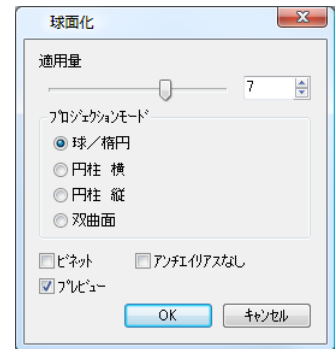 球面化
適用量
7
ﾌﾟﾛｼﾞｪｸｼｮﾝﾓｰﾄﾞ
球／楕円
円柱 横
円柱 縦
双曲面
ﾋﾞﾈｯﾄ ｱﾝﾁｴｲﾘｱｽなし
ﾌﾟﾚﾋﾞｭｰ
OK ｷｬﾝｾﾙ